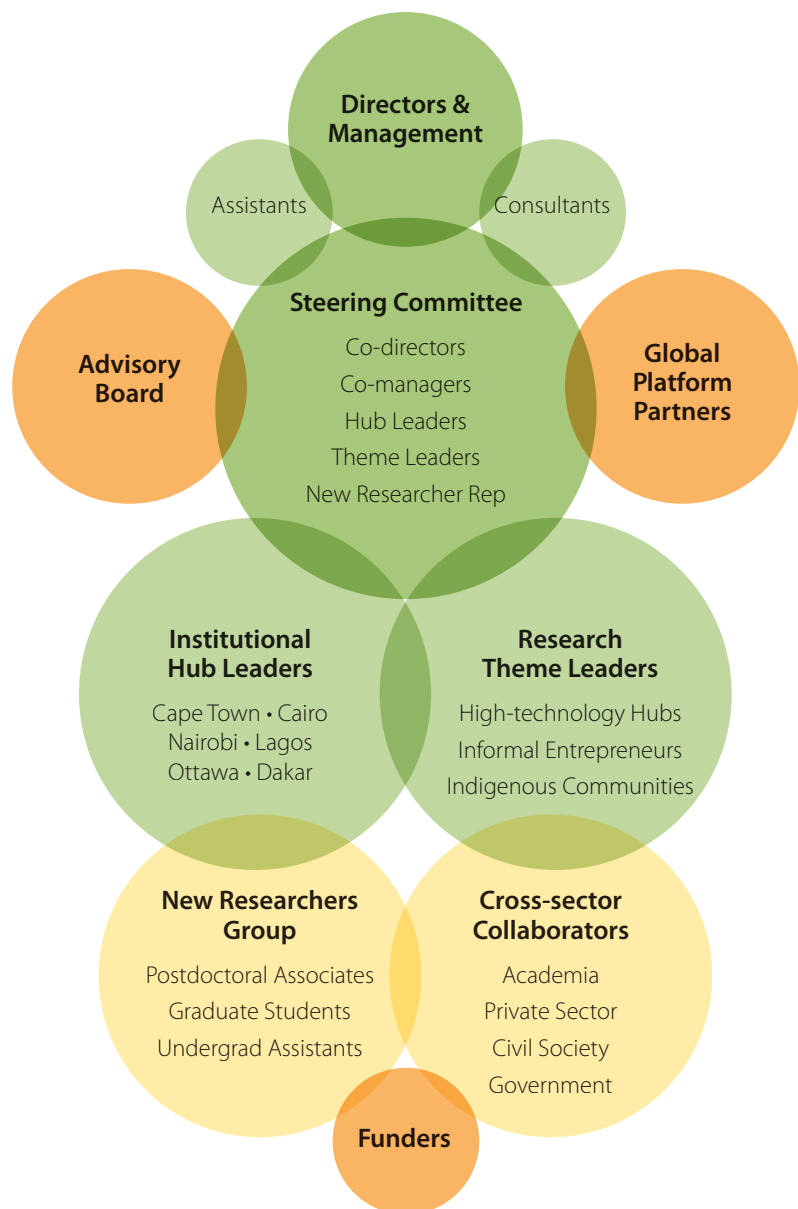 Directors &
Management
Assistants
Consultants
Steering Committee
Co-directors
Co-managers
Hub Leaders
Theme Leaders
New Researcher Rep
Advisory
Board
Global
Platform
Partners
Institutional
Hub Leaders
Cape Town • Cairo
Nairobi • Lagos
Ottawa • Dakar
Research
Theme Leaders
High-technology Hubs
Informal Entrepreneurs
Indigenous Communities
New Researchers
Group
Postdoctoral Associates
Graduate Students
Undergrad Assistants
Cross-sector
Collaborators
Academia
Private Sector
Civil Society
Government
Funders